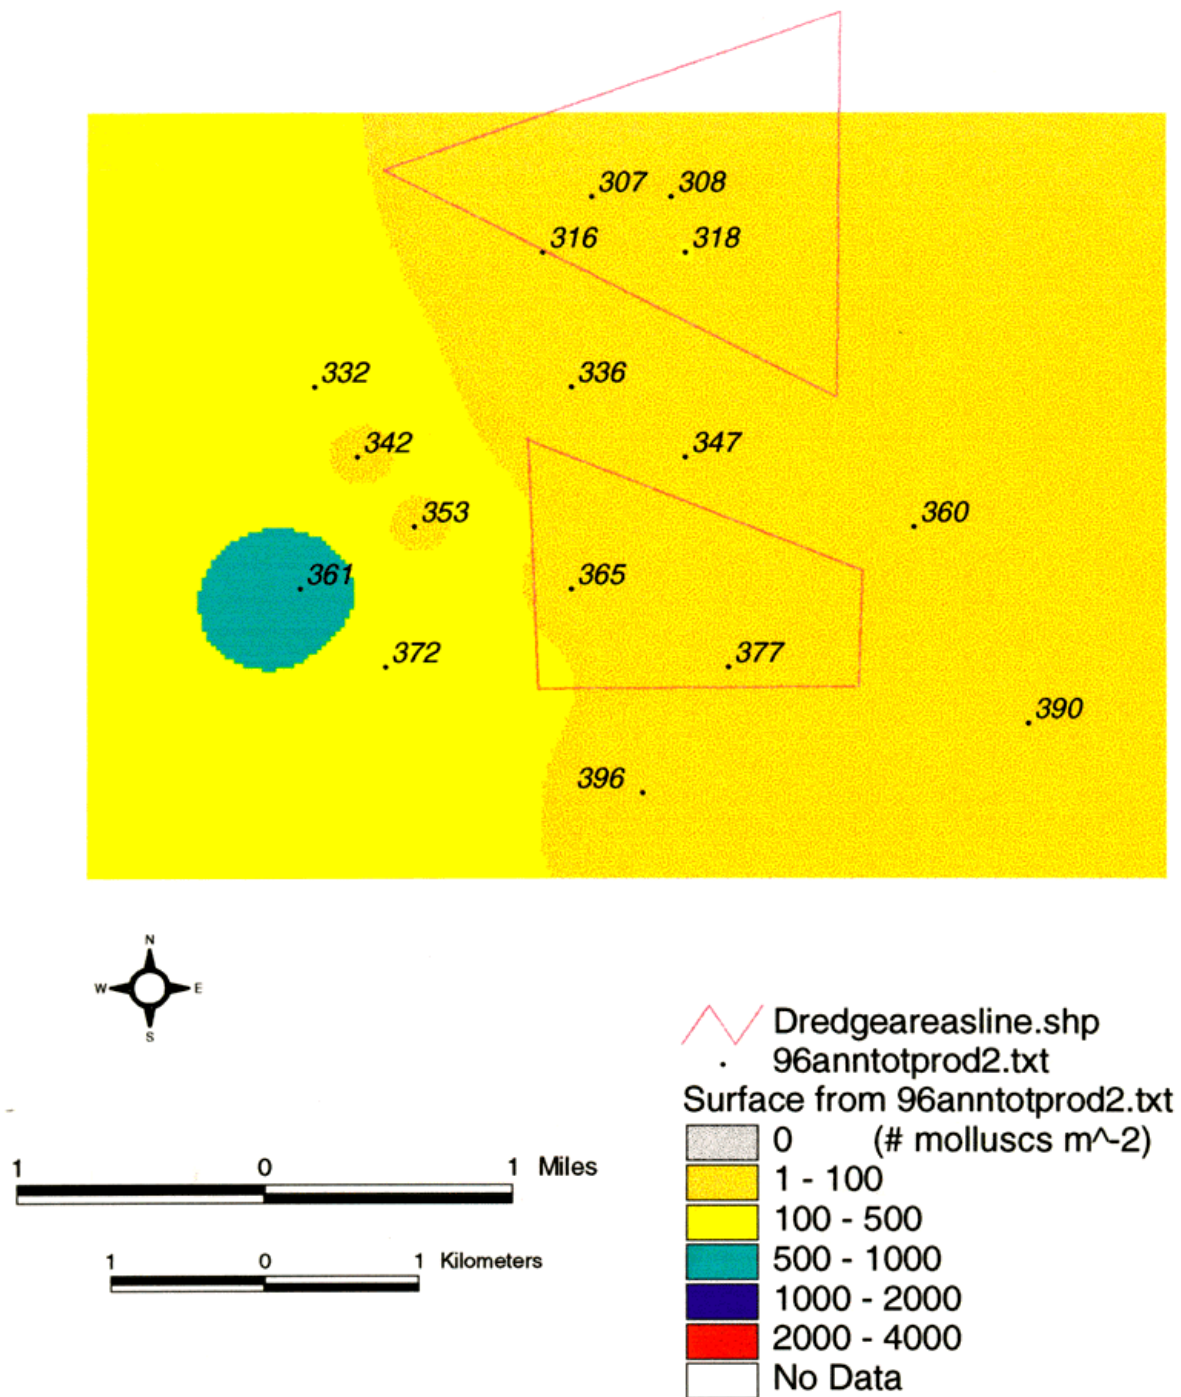 307
308
316
318
332
336
342
347
353
360
361
365
372
377
390
396
N
W E
S
Dredgeareasline.shp
96anntotprod2.txt
Surface from 96anntotprod2.txt
0 (# molluscs m^-2)
1 - 100
100 - 500
500 - 1000
1000 - 2000
2000 - 4000
No Data
1 0 1 Miles
1 0 1 Kilometers